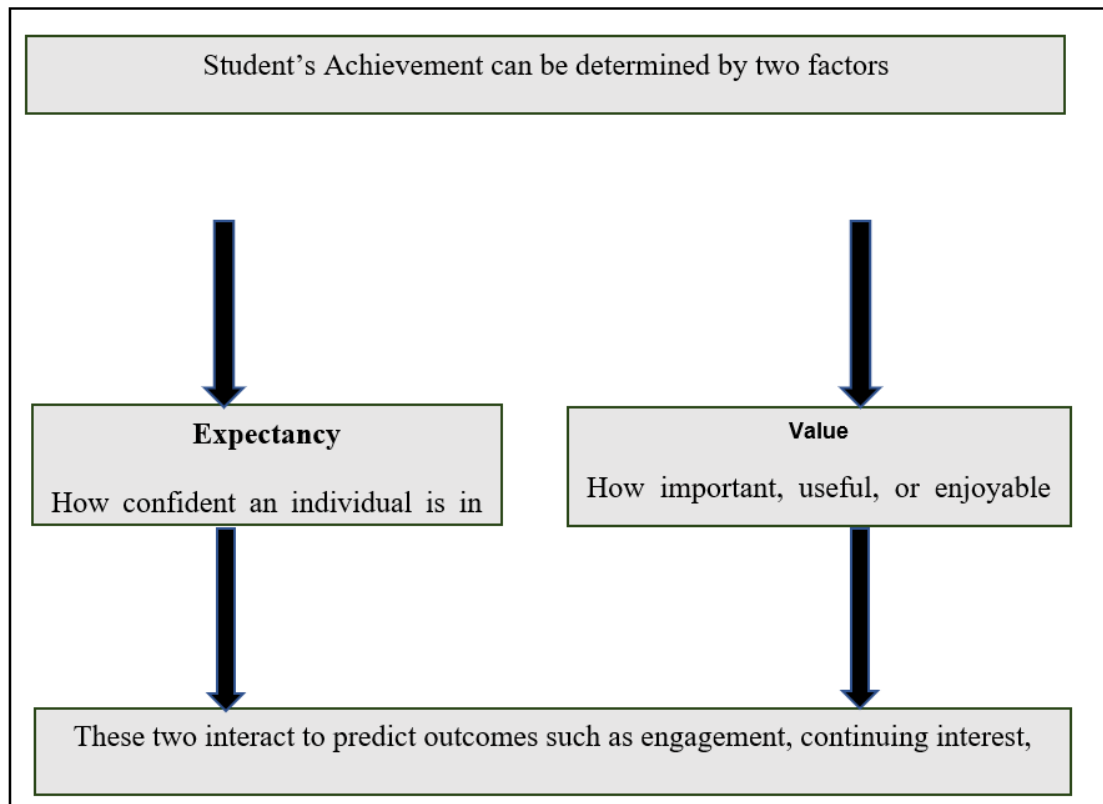 Student’s Achievement can be determined by two factors
Expectancy
How confident an individual is in
Value
How important, useful, or enjoyable
These two interact to predict outcomes such as engagement, continuing interest,